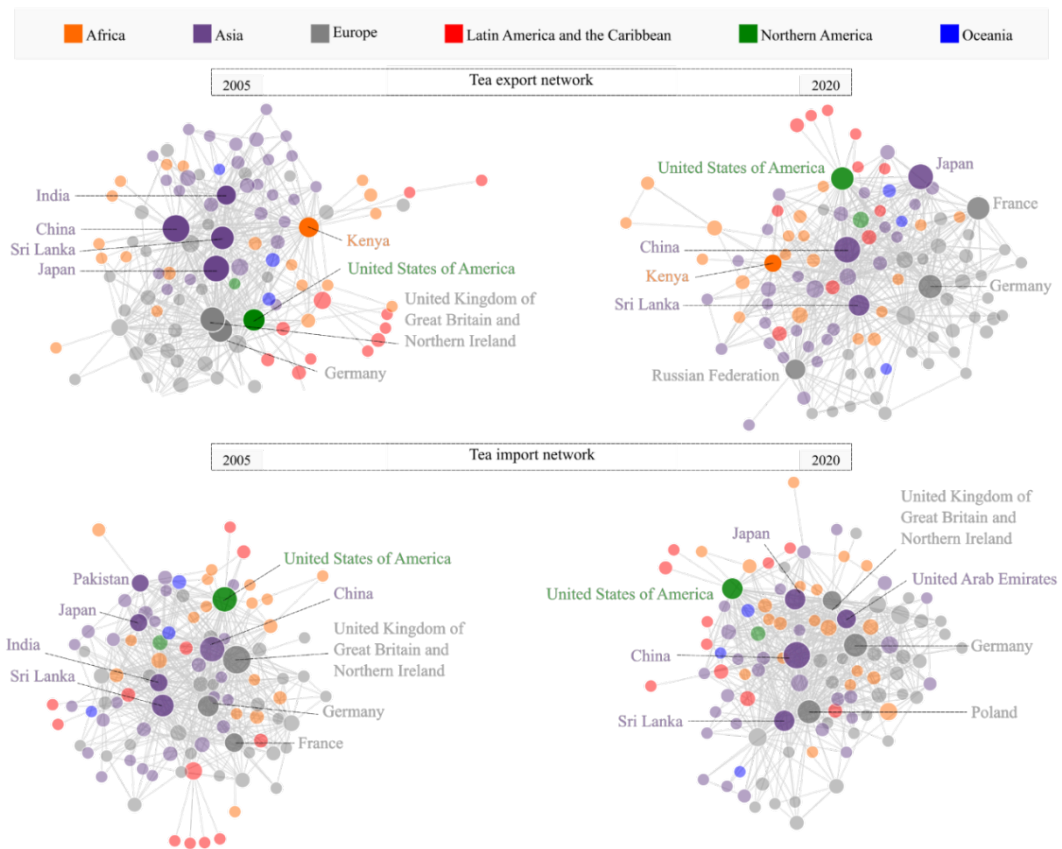 Africa
Asia
Europe
Latin America and the Caribbean
Northern America
Oceania
Tea export network
2005
2020
India
China
Sri Lanka
Japan
Kenya
United States of America
United Kingdom of
Great Britain and
Northern Ireland
Germany
United States of America
Japan
France
China
Kenya
Germany
Sri Lanka
Russian Federation
Tea import network
2005
2020
United States of America
Pakistan
China
Japan
United Kingdom of
Great Britain and
Northern Ireland
India
Sri Lanka
Germany
France
United Kingdom of
Great Britain and
Northern Ireland
Japan
United Arab Emirates
United States of America
Germany
China
Poland
Sri Lanka